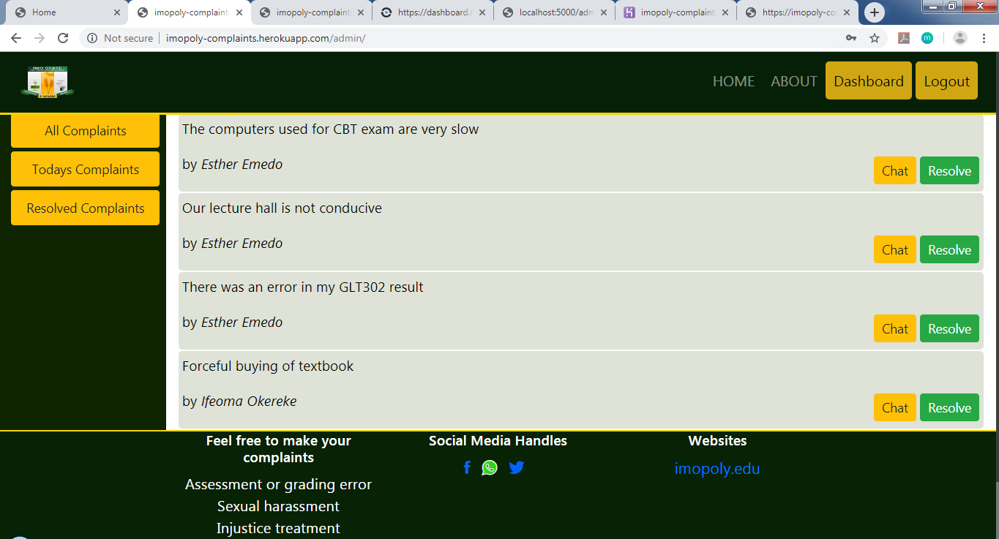 Home
imopoly-complaints
imopoly-complaint
https://dashboard.
localhost:5000/adm
imopoly-complaint
https://imopoly-co
Not secure
imopoly-complaints.herokuapp.com/admin/
IMO STATE
FOOD
HOME
ABOUT
Dashboard
Logout
All Complaints
Todays Complaints
Resolved Complaints
The computers used for CBT exam are very slow
by Esther Emedo
Chat
Resolve
Our lecture hall is not conducive
by Esther Emedo
Chat
Resolve
There was an error in my GLT302 result
by Esther Emedo
Chat
Resolve
Forceful buying of textbook
by Ifeoma Okereke
Chat
Resolve
Feel free to make your
complaints
Assessment or grading error
Sexual harassment
Injustice treatment
Social Media Handles
Websites
imopoly.edu